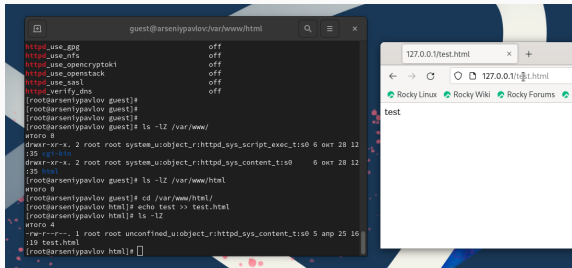 guest@arseniypavlov:/var/www/html
httpd_use_gpg off
httpd_use_nfs off
httpd_use_opencryptoki off
httpd_use_openstack off
httpd_use_sasl off
httpd_verify_dns off
[root@arseniypavlov guest]#
[root@arseniypavlov guest]#
[root@arseniypavlov guest]#
[root@arseniypavlov guest]# ls -lZ /var/www/
итого 0
drwxr-xr-x. 2 root root system_u:object_r:httpd_sys_script_exec_t:s0 6 окт 28 12
:35 cgi-bin
drwxr-xr-x. 2 root root system_u:object_r:httpd_sys_content_t:s0 6 окт 28 12
:35 html
[root@arseniypavlov guest]# ls -lZ /var/www/html
итого 0
[root@arseniypavlov guest]# cd /var/www/html/
[root@arseniypavlov html]# echo test >> test.html
[root@arseniypavlov html]# ls -lZ
итого 4
-rw-r--r--. 1 root root unconfined_u:object_r:httpd_sys_content_t:s0 5 апр 25 16
:19 test.html
[root@arseniypavlov html]#
127.0.0.1/test.html
127.0.0.1/test.html
Rocky Linux Rocky Wiki Rocky Forums
test